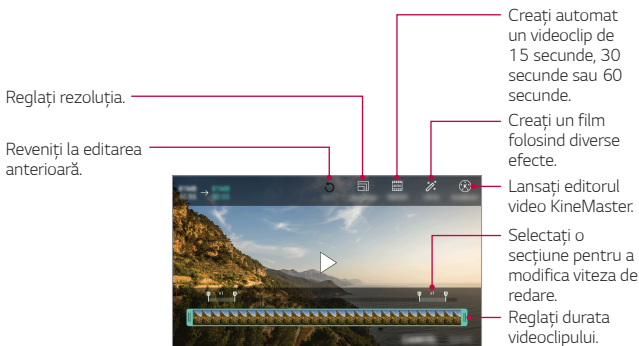 Creați automat
un videoclip de
15 secunde, 30
secunde sau 60
secunde.
Reglați rezoluția.
Creați un film
folosind diverse
efecte.
Reveniți la editarea
anterioară.
Lansați editorul
video KineMaster.
Selectați o
secțiune pentru a
modifica viteza de
redare.
Reglați durata
videoclipului.